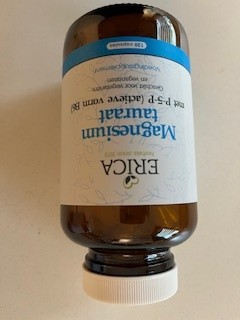 ERICA
Magnesium
tauraat
met P-5-P (actieve vorm B6)
Geschikt voor vegetariërs
en veganisten
Voedingssupplement
120 capsules